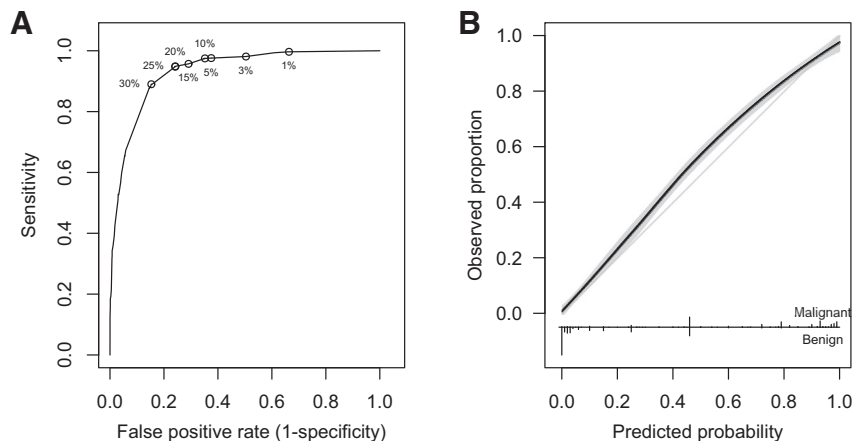 A
1.0
0.8
0.6
0.4
0.2
0.0
Sensitivity
10%
20%
25%
15%
5%
3%
1%
30%
0.0 0.2 0.4 0.6 0.8 1.0
False positive rate (1-specificity)
B
1.0
0.8
0.6
0.4
0.2
0.0
Observed proportion
Malignant
Benign
0.0 0.2 0.4 0.6 0.8 1.0
Predicted probability